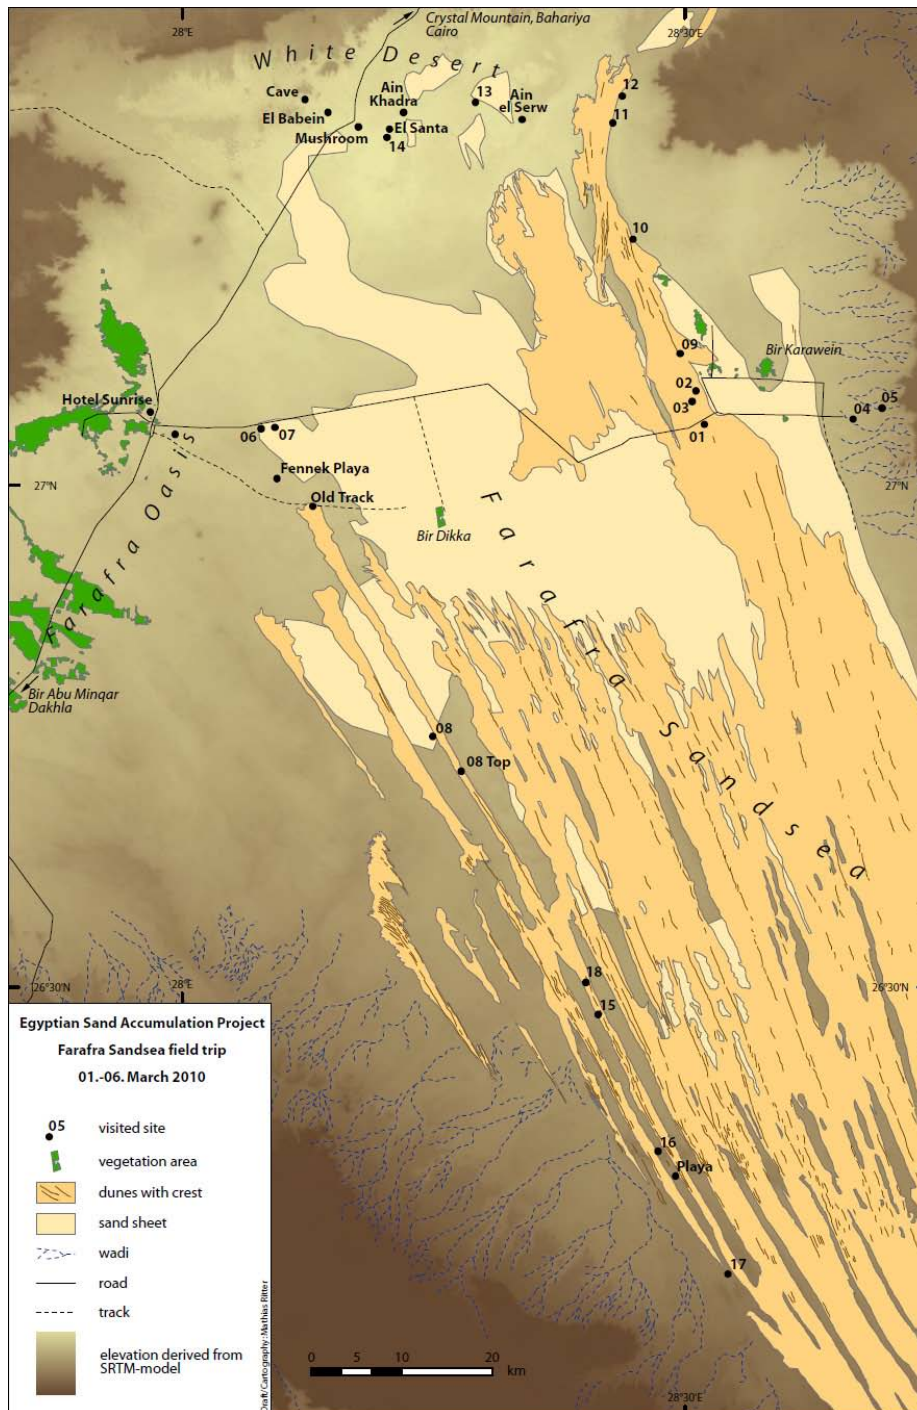 28°E
Crystal Mountain, Bahariya
Cairo
28°30'E
White Desert
Cave
El Babein
Mushroom
Ain
Khadra
El Santa
14
13
Ain
el Serw
12
11
10
09
Bir Karawein
02
03
01
04
05
Hotel Sunrise
06
07
Fennek Playa
27°N
27°N
Old Track
Bir Dikka
Farafra Oasis
Farafra Sandsea
Bir Abu Minqar
Dakhla
08
08 Top
18
15
26°30'N
28°E
26°30'N
16
Playa
17
28°30'E
Egyptian Sand Accumulation Project
Farafra Sandsea field trip
01.-06. March 2010
05 visited site
vegetation area
dunes with crest
sand sheet
wadi
road
track
elevation derived from
SRTM-model
Draft/Cartography: Mathias Ritter
0 5 10 20
km